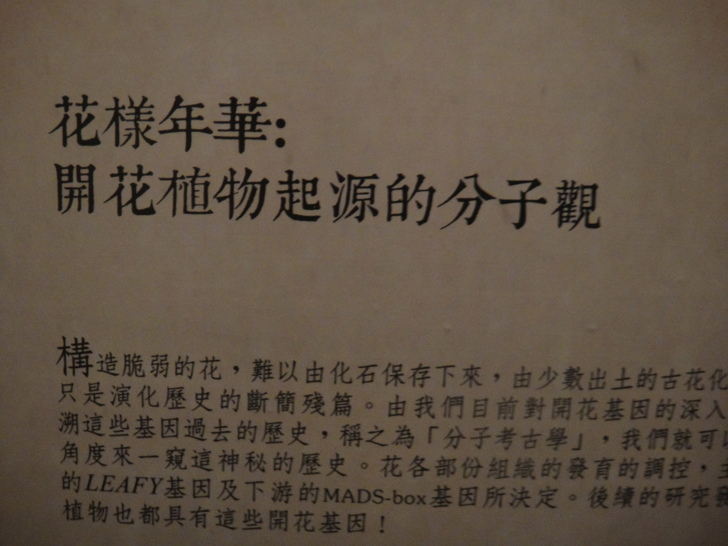 花樣年華:
開花植物起源的分子觀
構造脆弱的花，難以由化石保存下來，由少數出土的古花化
只是演化歷史的斷簡殘篇。由我們目前對開花基因的深入
溯這些基因過去的歷史，稱之為「分子考古學」，我們就可
角度來一窺這神秘的歷史。花各部份組織的發育的調控，主
的LEAFY基因及下游的MADS-box基因所決定。後續的研究發
植物也都具有這些開花基因！